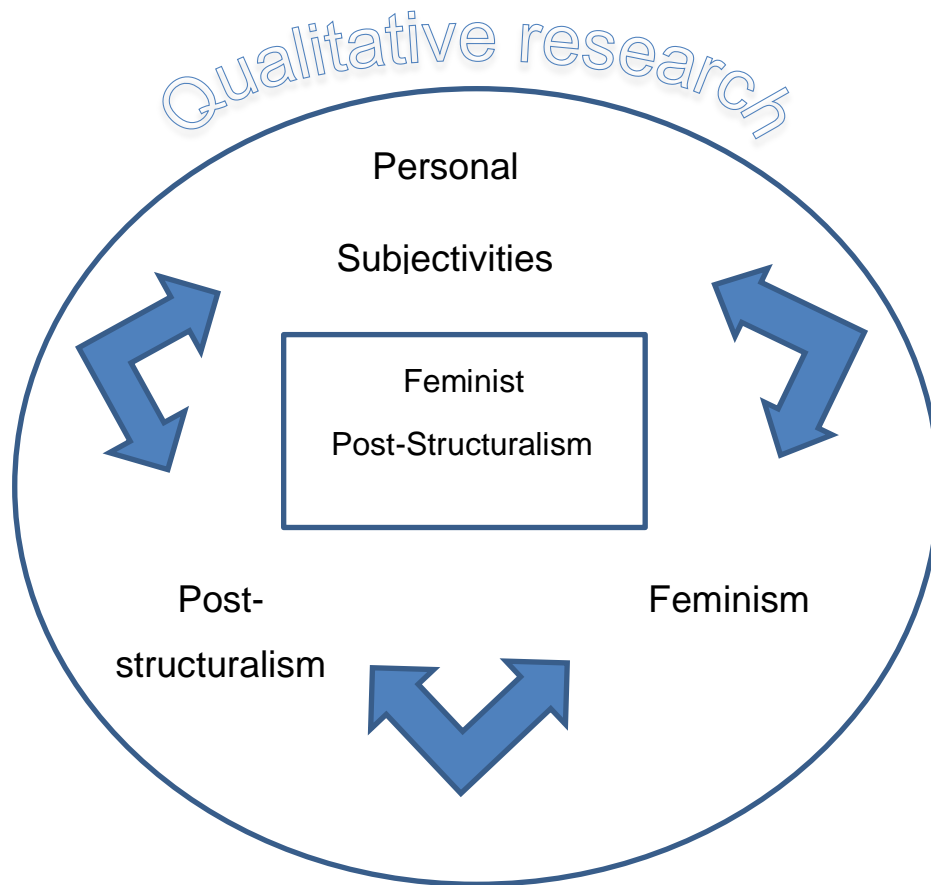 Qualitative research
Personal
Subjectivities
Feminist
Post-Structuralism
Post-
structuralism
Feminism